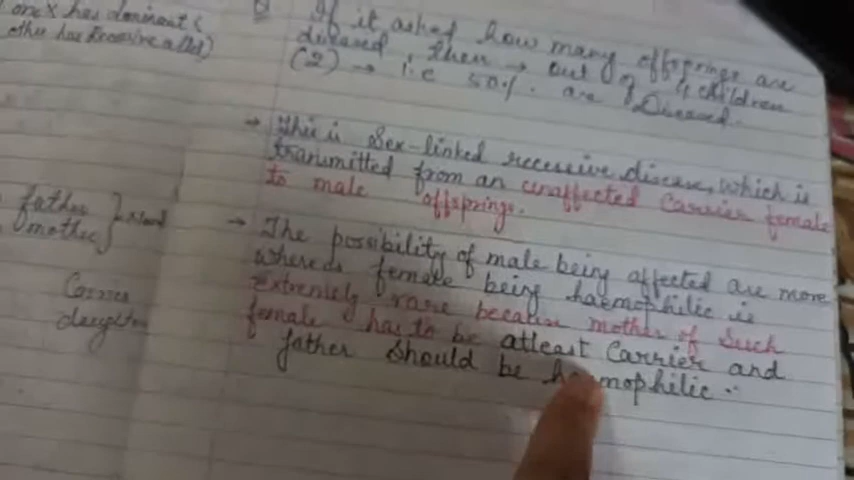 one x has dominant &
other has recessive allel)
Q If it asked how many offsprings are
diseased, then → out of 4 children
(2) → i.e 50%. are Diseased.
→ This is Sex-linked recessive disease, which is
transmitted from an unaffected Carrier female
to male offsprings.
father
mother
Carrier
daughter
→ The possibility of male being affected are more
whereas female being haemophilic is
extremely rare because mother of such
female has to be atleast Carrier and
father should be haemophilic.